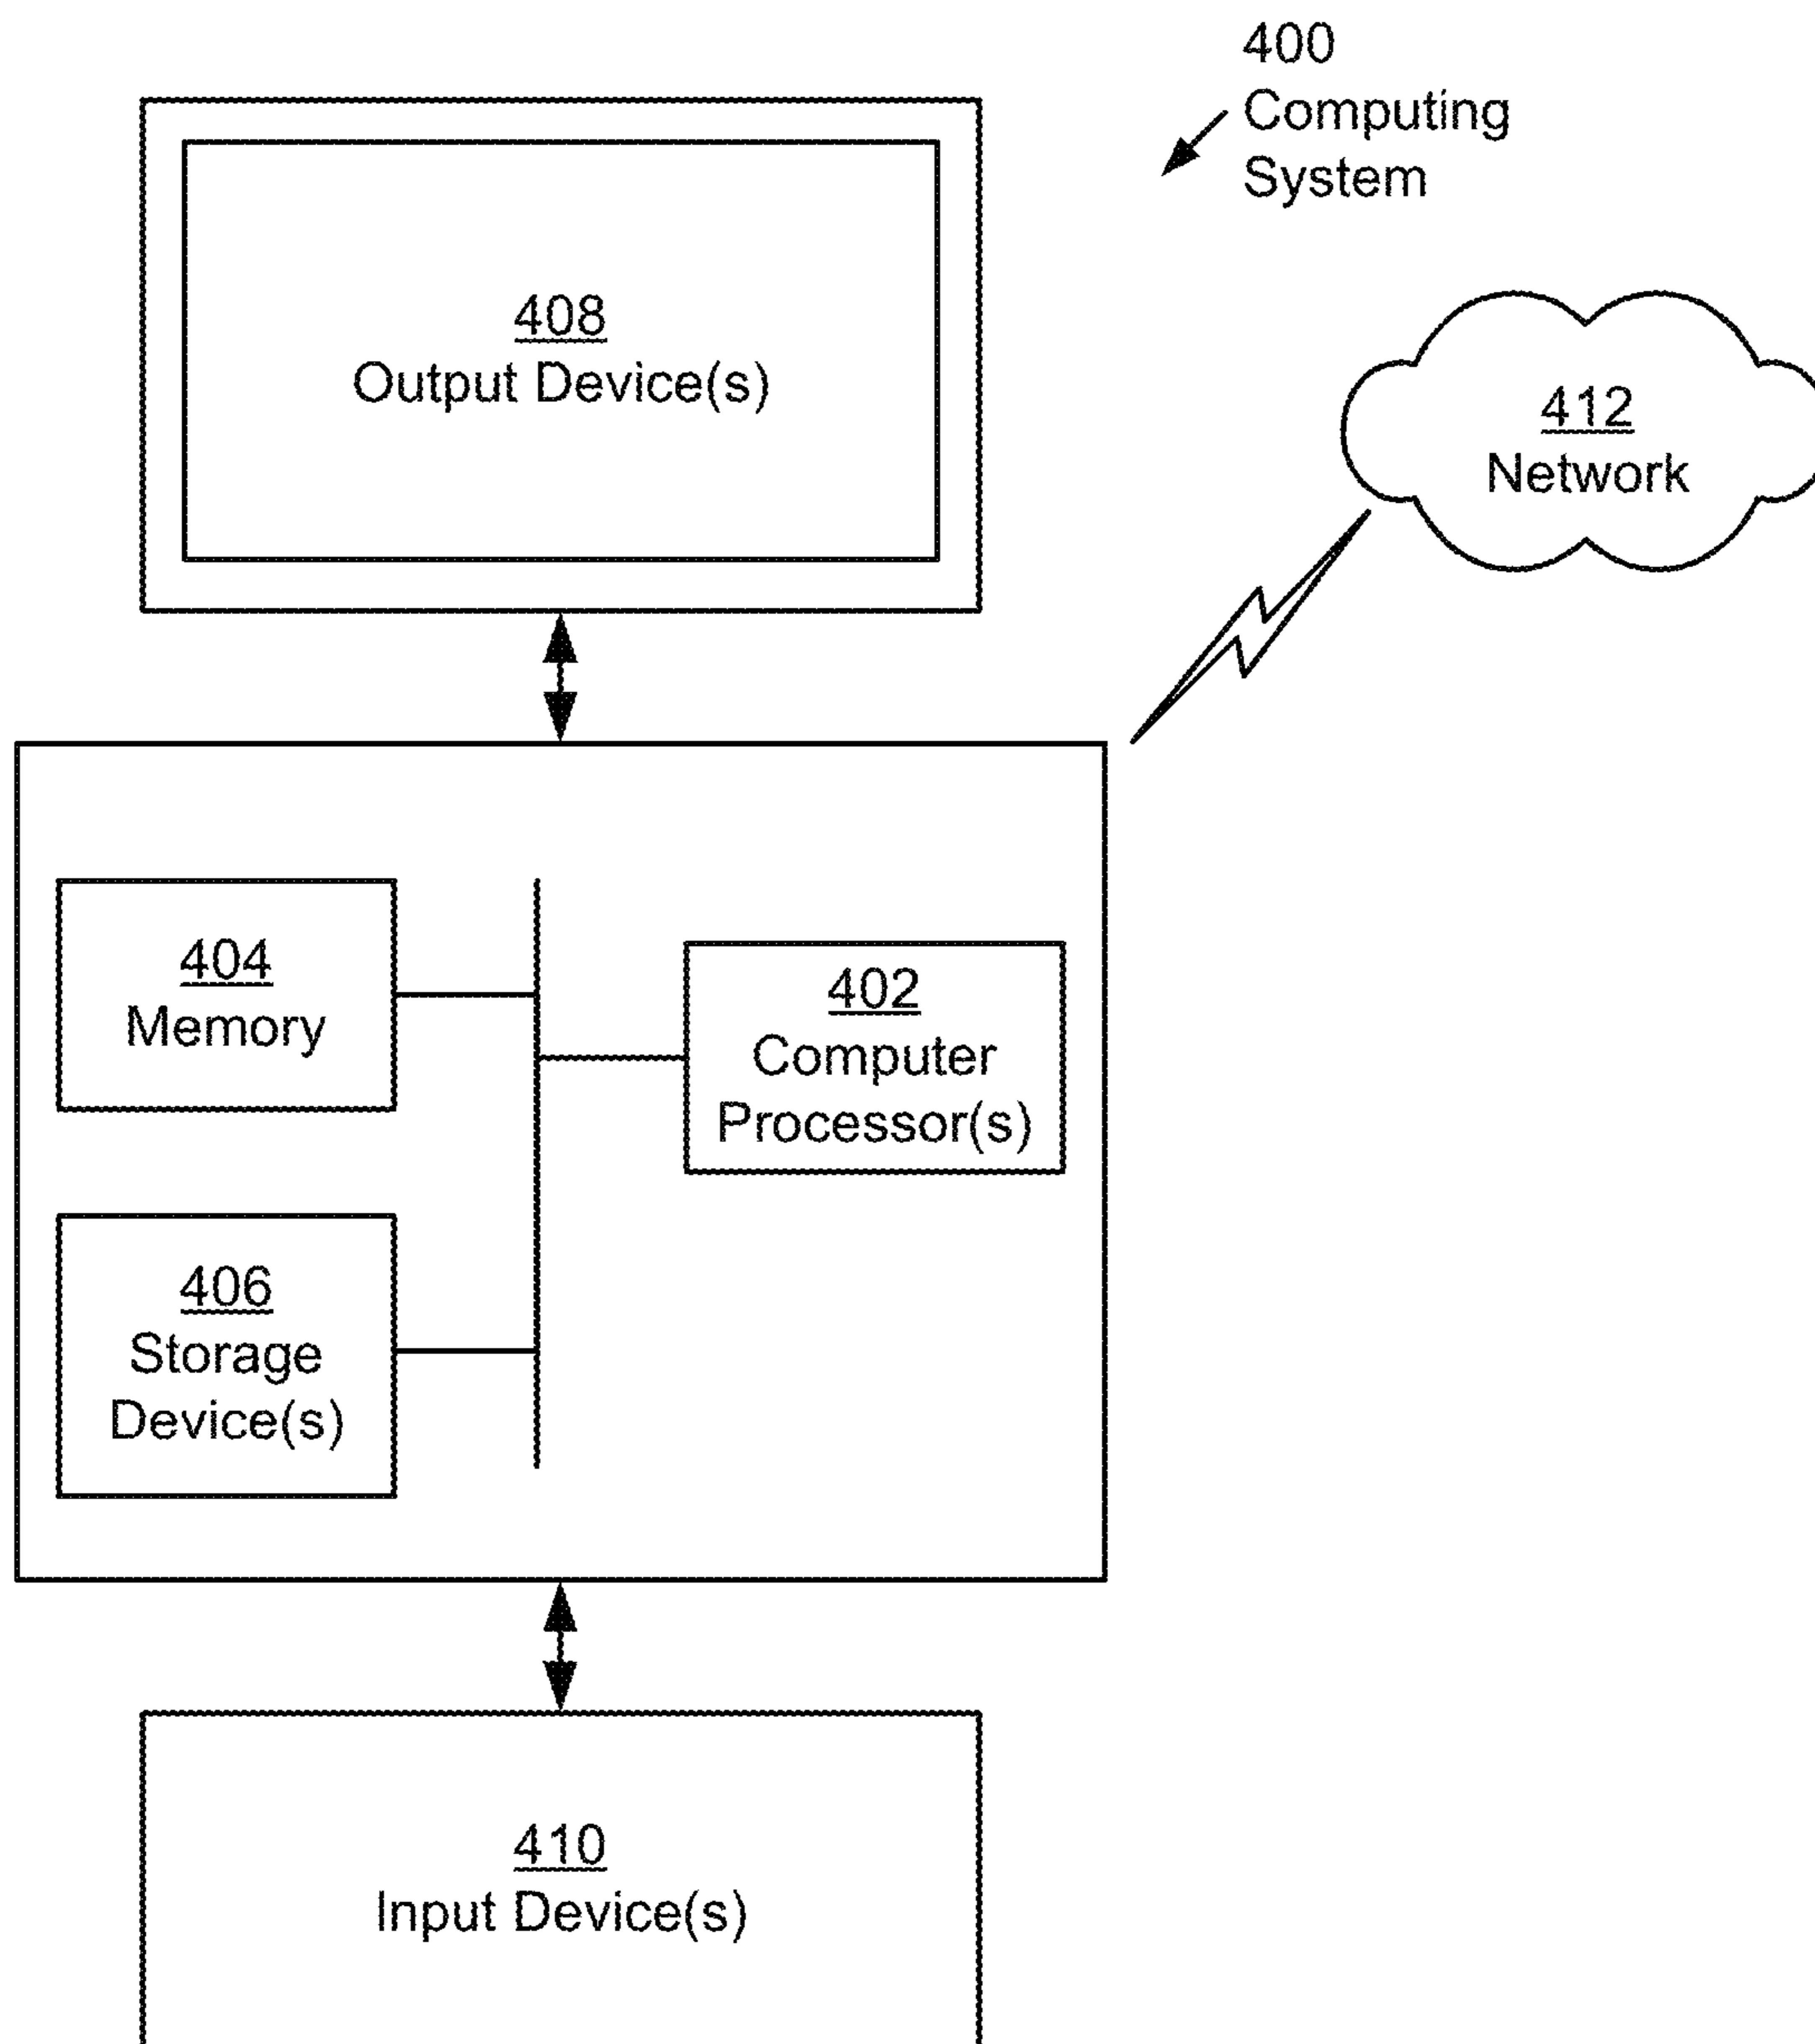 400
Computing
System
408
Output Device(s)
412
Network
404
Memory
402
Computer
Processor(s)
406
Storage
Device(s)
410
Input Device(s)